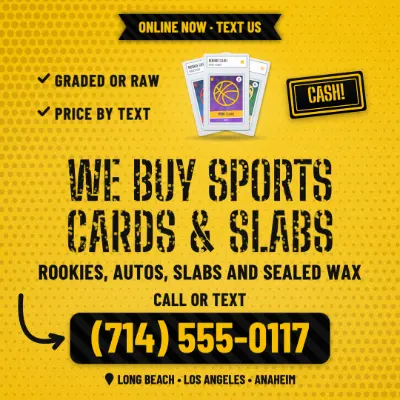 ONLINE NOW • TEXT US
GRADED OR RAW
PRICE BY TEXT
CASH!
WE BUY SPORTS
CARDS & SLABS
ROOKIES, AUTOS, SLABS AND SEALED WAX
CALL OR TEXT
(714) 555-0117
LONG BEACH • LOS ANGELES • ANAHEIM